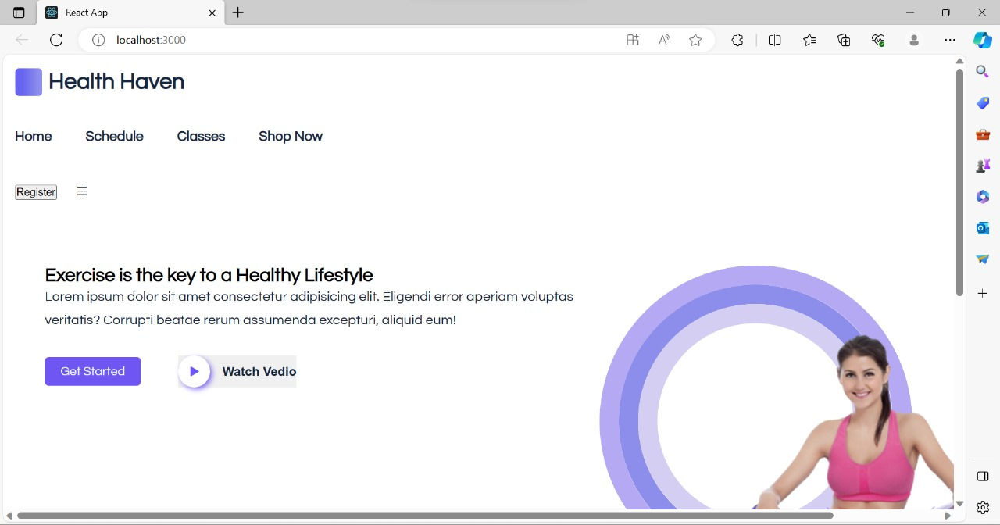 React App
localhost:3000
Health Haven
Home Schedule Classes Shop Now
Register
Exercise is the key to a Healthy Lifestyle
Lorem ipsum dolor sit amet consectetur adipisicing elit. Eligendi error aperiam voluptas
veritatis? Corrupti beatae rerum assumenda excepturi, aliquid eum!
Get Started Watch Vedio